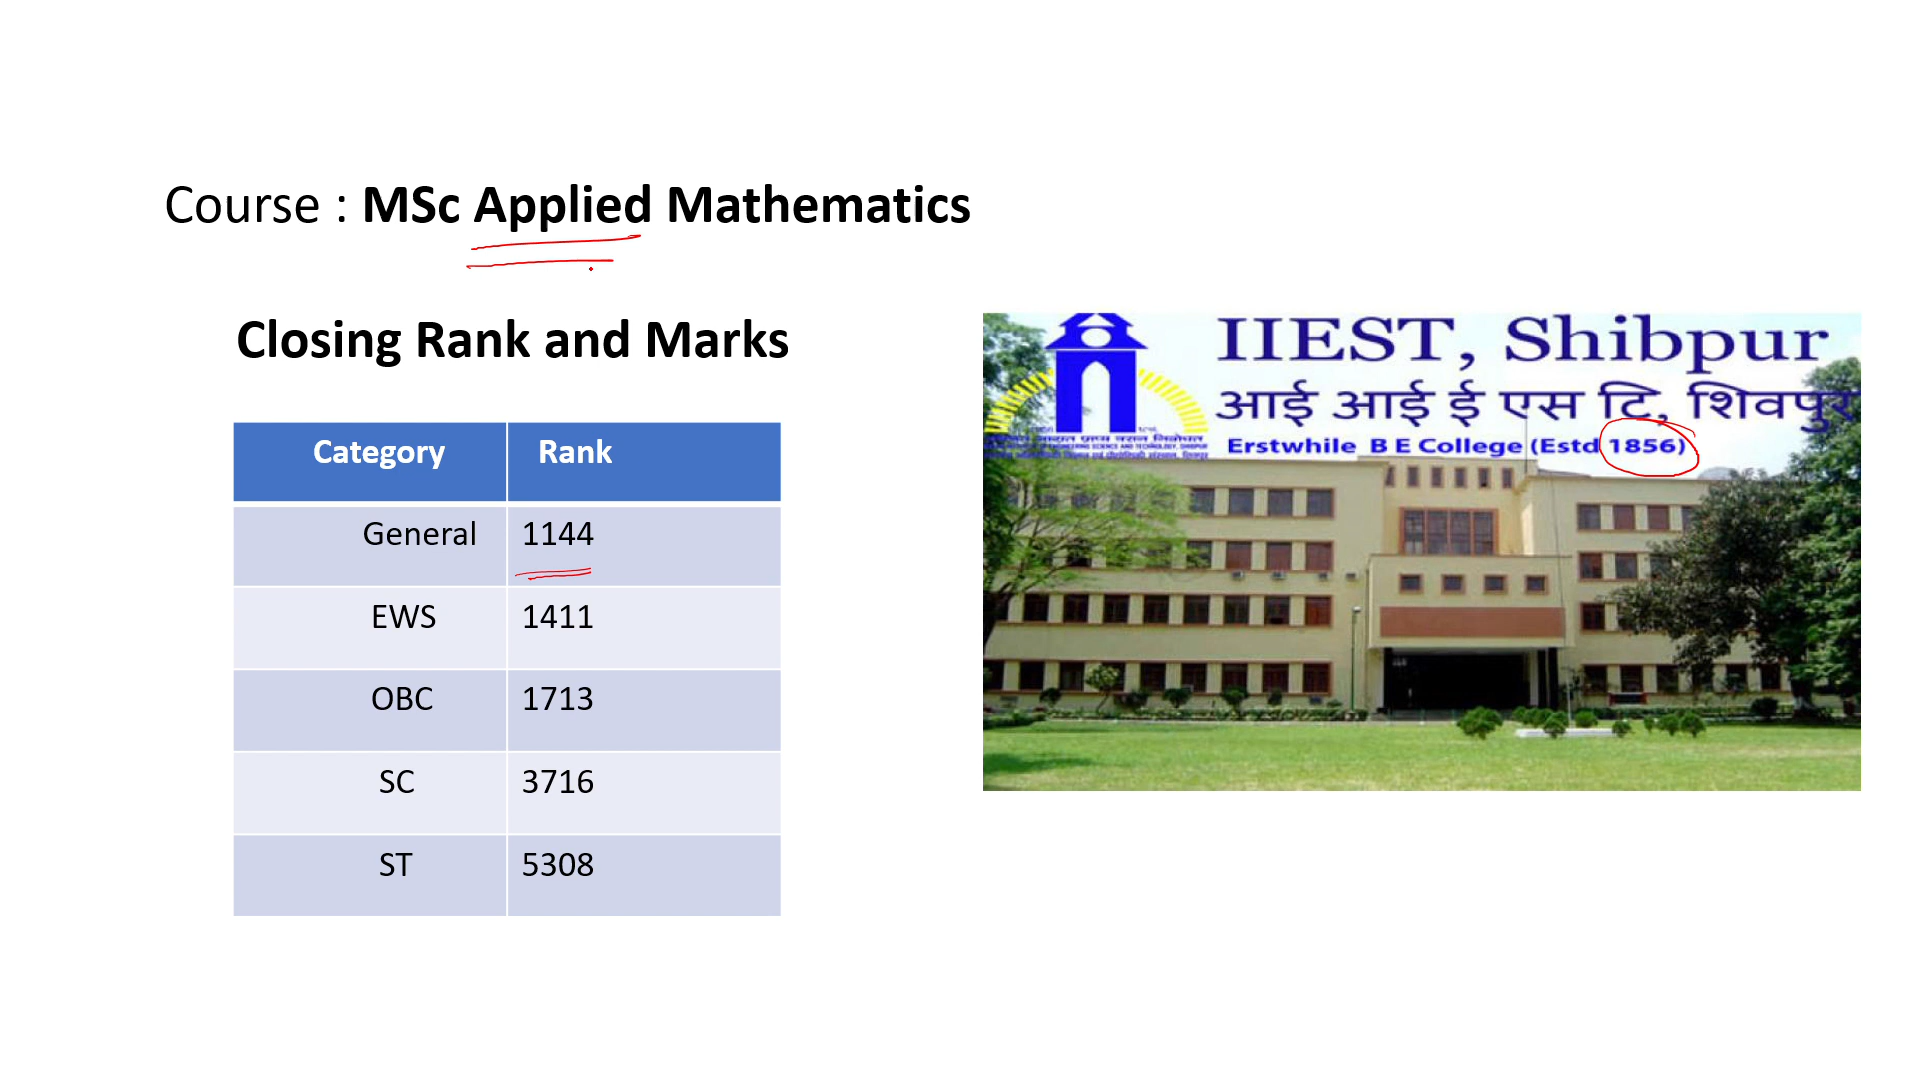 Course : MSc Applied Mathematics
Closing Rank and Marks
Category Rank
General 1144
EWS 1411
OBC 1713
SC 3716
ST 5308
IIEST, Shibpur
आई आई ई एस टि, शिवपुर
Erstwhile B E College (Estd 1856)